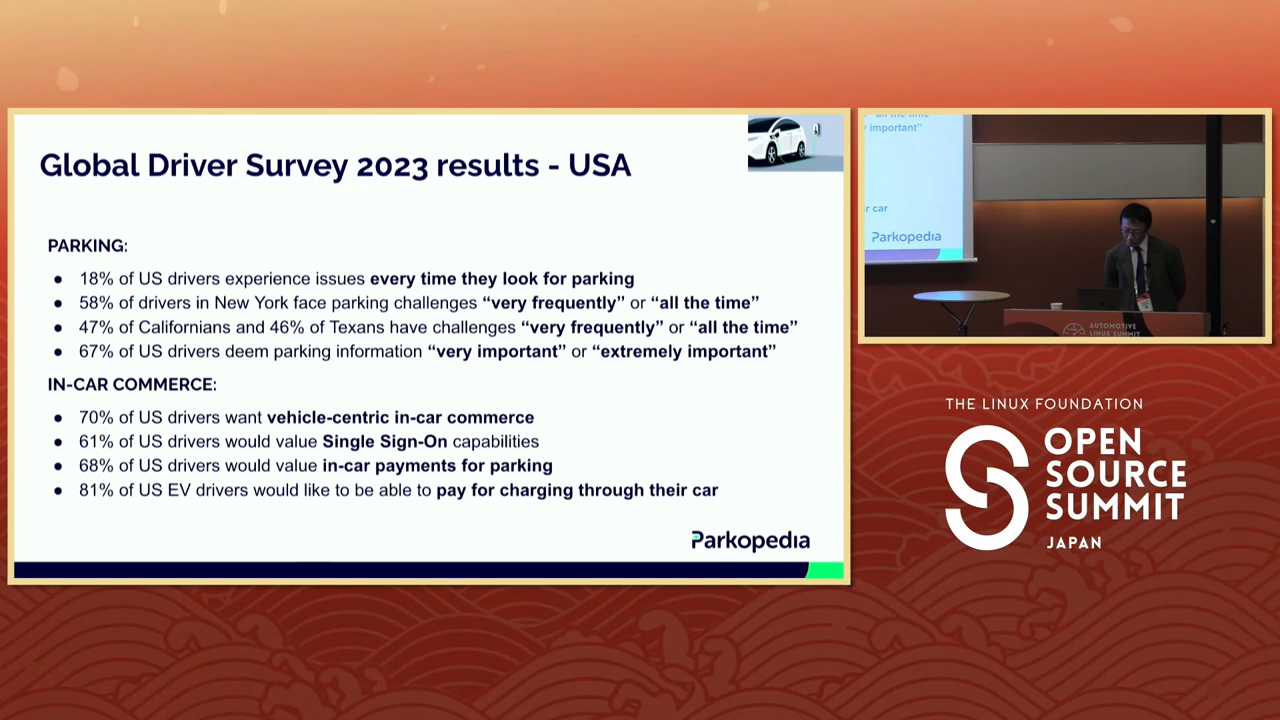 Global Driver Survey 2023 results - USA
PARKING:
● 18% of US drivers experience issues every time they look for parking
● 58% of drivers in New York face parking challenges “very frequently” or “all the time”
● 47% of Californians and 46% of Texans have challenges “very frequently” or “all the time”
● 67% of US drivers deem parking information “very important” or “extremely important”
IN-CAR COMMERCE:
● 70% of US drivers want vehicle-centric in-car commerce
● 61% of US drivers would value Single Sign-On capabilities
● 68% of US drivers would value in-car payments for parking
● 81% of US EV drivers would like to be able to pay for charging through their car
Parkopedia
"all the time"
important"
r car
Parkopedia
AUTOMOTIVE
LINUX SUMMIT
THE LINUX FOUNDATION
OPEN
SOURCE
SUMMIT
JAPAN